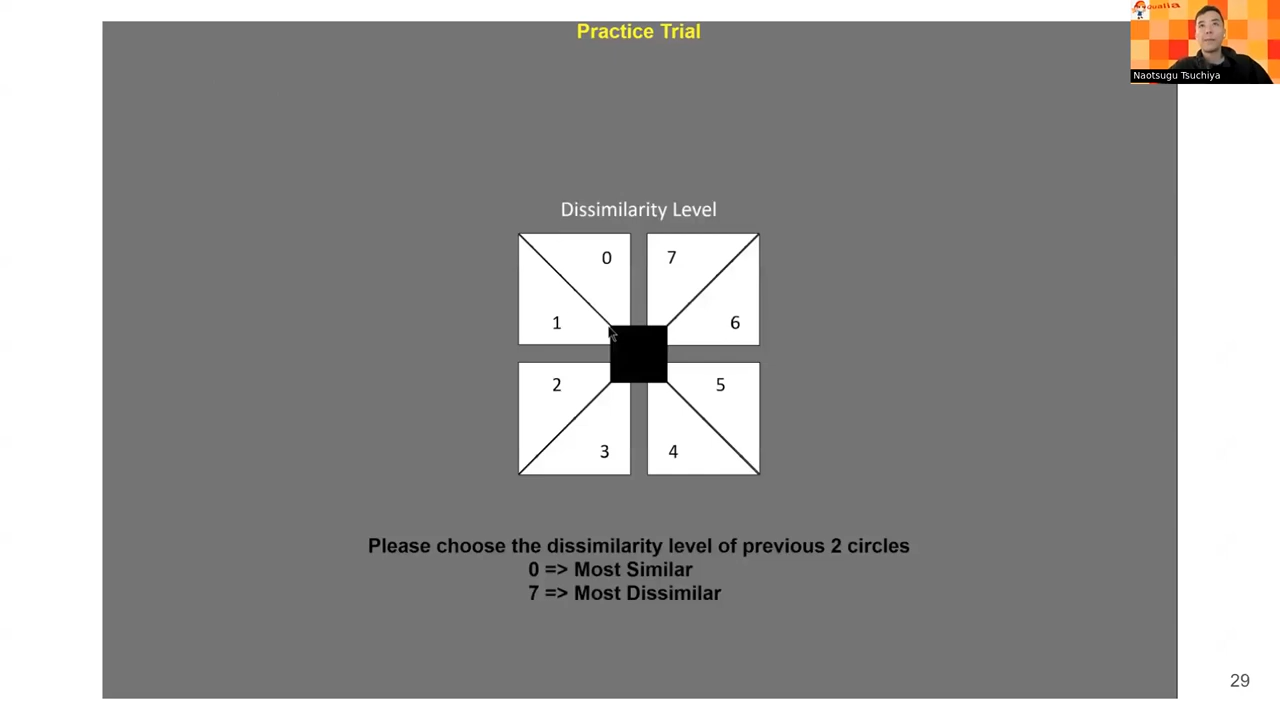 Practice Trial
Qualia
Naotsugu Tsuchiya
Dissimilarity Level
0 7
1 6
2 5
3 4
Please choose the dissimilarity level of previous 2 circles
0 => Most Similar
7 => Most Dissimilar
29